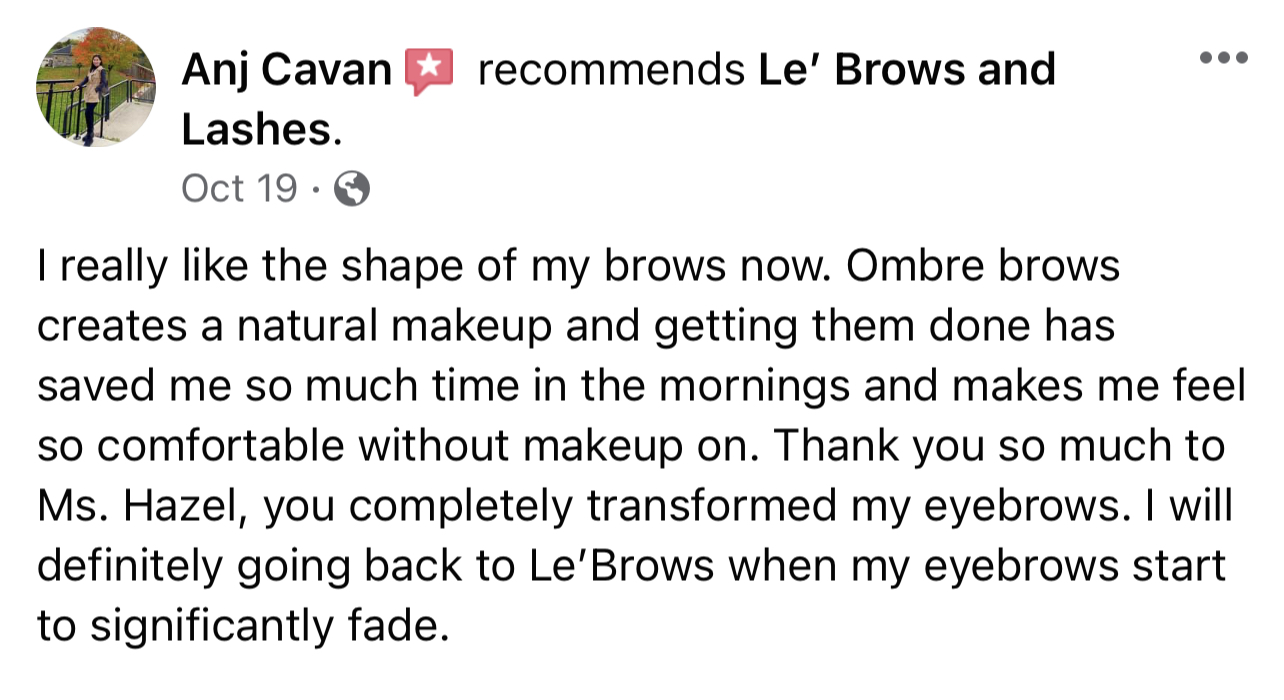 Anj Cavan recommends Le’ Brows and
Lashes.
Oct 19 ·
I really like the shape of my brows now. Ombre brows
creates a natural makeup and getting them done has
saved me so much time in the mornings and makes me feel
so comfortable without makeup on. Thank you so much to
Ms. Hazel, you completely transformed my eyebrows. I will
definitely going back to Le’Brows when my eyebrows start
to significantly fade.